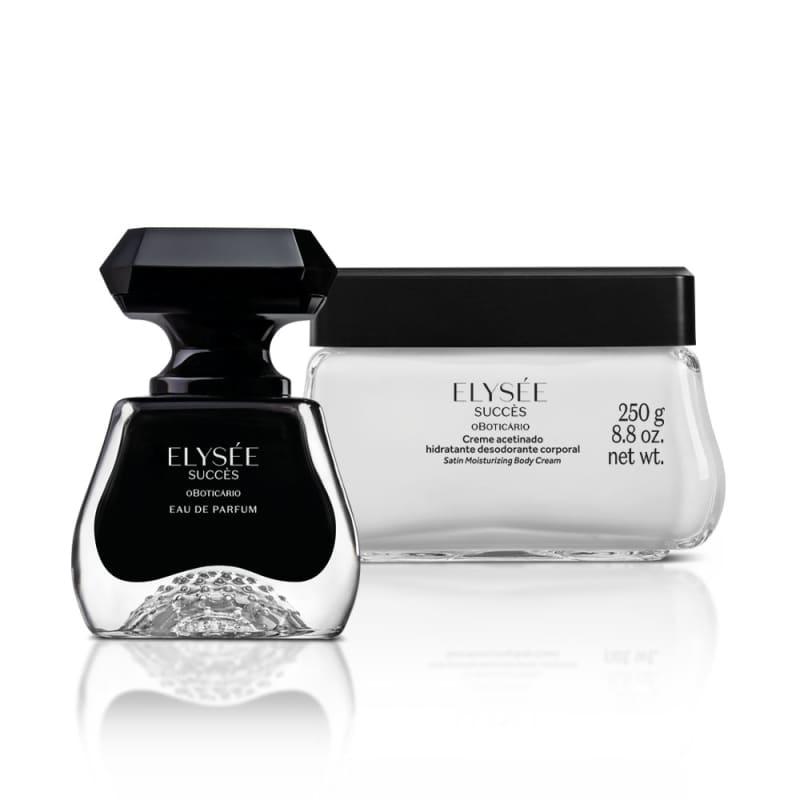 ELYSÉE
SUCCÈS
oBOTICÁRIO
EAU DE PARFUM
ELYSÉE
SUCCÈS
oBOTICÁRIO
Creme acetinado
hidratante desodorante corporal
Satin Moisturizing Body Cream
250 g
8.8 oz.
net wt.